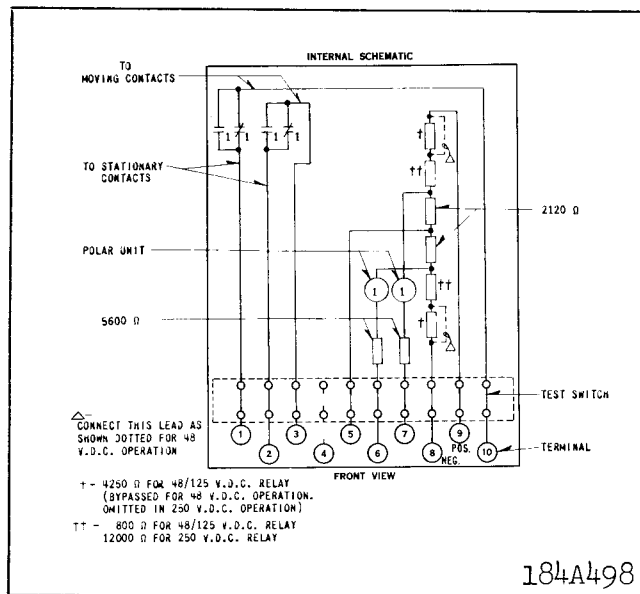 INTERNAL SCHEMATIC
TO
MOVING CONTACTS
1 1 1 1
†
△
††
TO STATIONARY
CONTACTS
2120 Ω
POLAR UNIT
1 1
††
5600 Ω
†
△
TEST SWITCH
△-
CONNECT THIS LEAD AS
SHOWN DOTTED FOR 48
V.D.C. OPERATION
1 2 3 4 5 6 7 8 9 10
POS.
NEG.
TERMINAL
FRONT VIEW
† - 4250 Ω FOR 48/125 V.D.C. RELAY
(BYPASSED FOR 48 V.D.C. OPERATION.
OMITTED IN 250 V.D.C. OPERATION)
†† - 800 Ω FOR 48/125 V.D.C. RELAY
12000 Ω FOR 250 V.D.C. RELAY
184A498